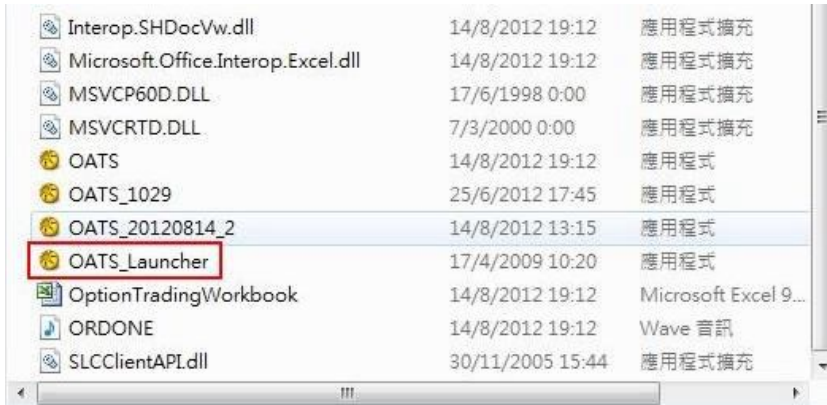 Interop.SHDocVw.dll 14/8/2012 19:12 應用程式擴充
Microsoft.Office.Interop.Excel.dll 14/8/2012 19:12 應用程式擴充
MSVCP60D.DLL 17/6/1998 0:00 應用程式擴充
MSVCRTD.DLL 7/3/2000 0:00 應用程式擴充
OATS 14/8/2012 19:12 應用程式
OATS_1029 25/6/2012 17:45 應用程式
OATS_20120814_2 14/8/2012 13:15 應用程式
OATS_Launcher 17/4/2009 10:20 應用程式
OptionTradingWorkbook 14/8/2012 19:12 Microsoft Excel 9...
ORDONE 14/8/2012 19:12 Wave 音訊
SLCClientAPI.dll 30/11/2005 15:44 應用程式擴充